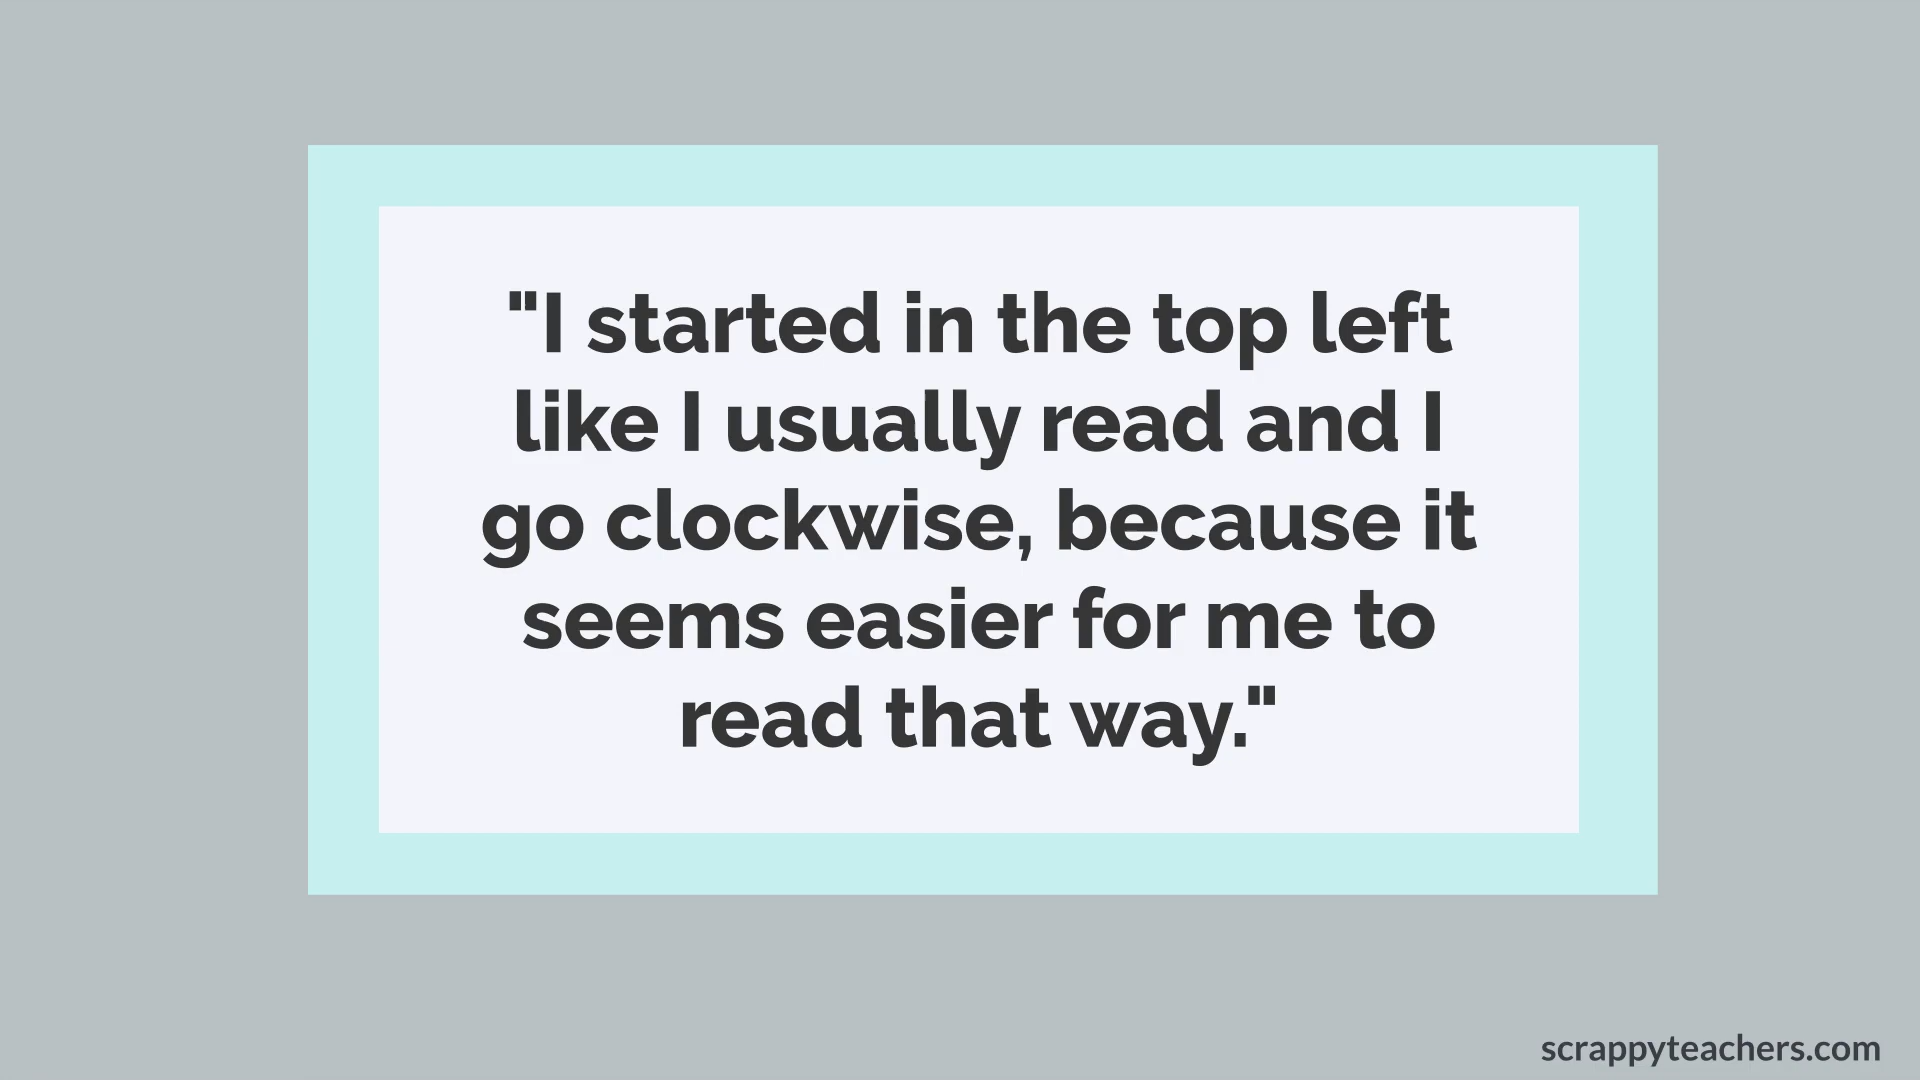 "I started in the top left
like I usually read and I
go clockwise, because it
seems easier for me to
read that way."
scrappyteachers.com